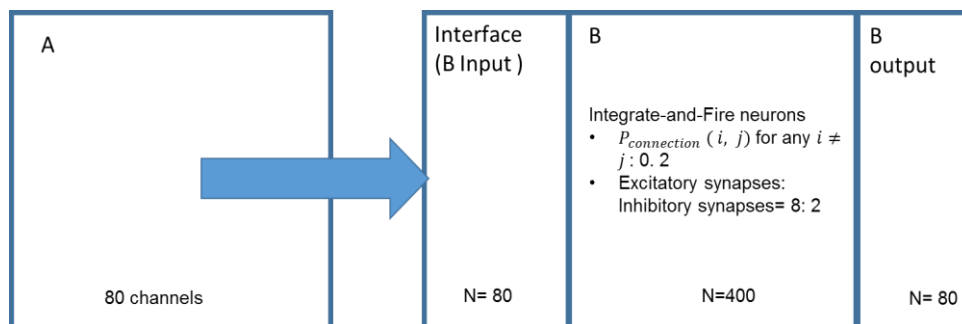 A
80 channels
Interface
(B Input )
N= 80
B
Integrate-and-Fire neurons
• P_connection (i, j) for any i ≠
j : 0. 2
• Excitatory synapses:
Inhibitory synapses= 8: 2
N=400
B
output
N= 80